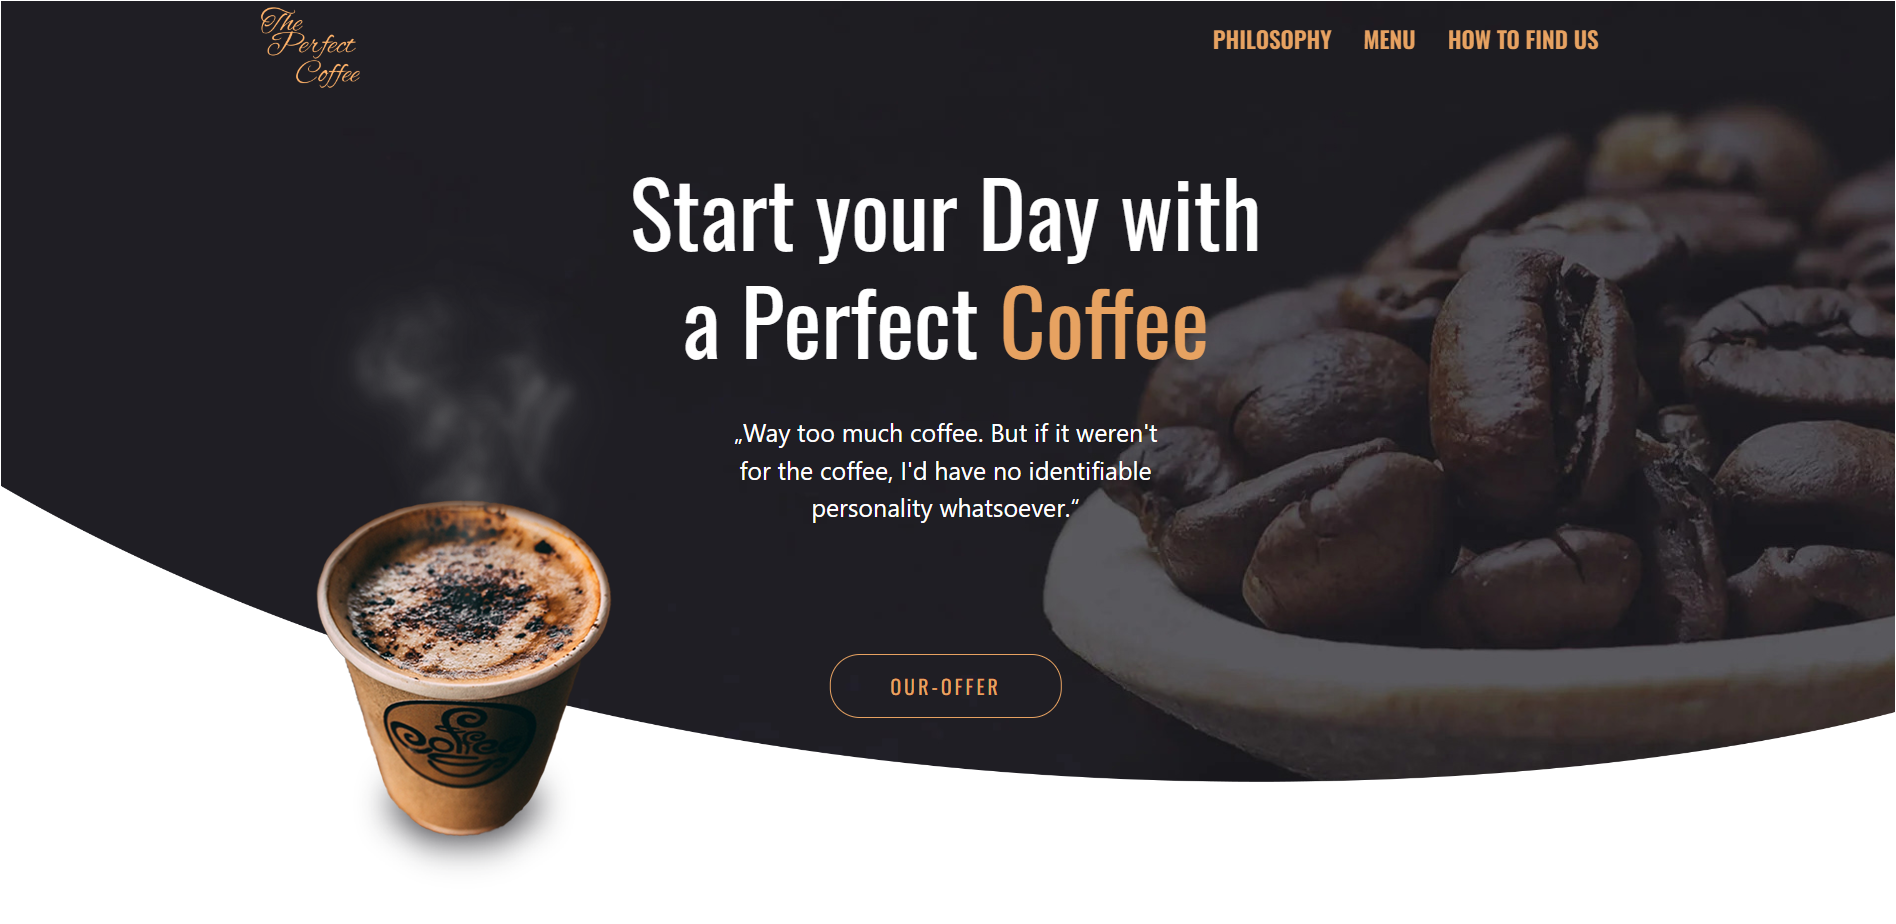 The
Perfect
Coffee
PHILOSOPHY MENU HOW TO FIND US
Start your Day with
a Perfect Coffee
„Way too much coffee. But if it weren't
for the coffee, I'd have no identifiable
personality whatsoever.“
OUR-OFFER
Coffee